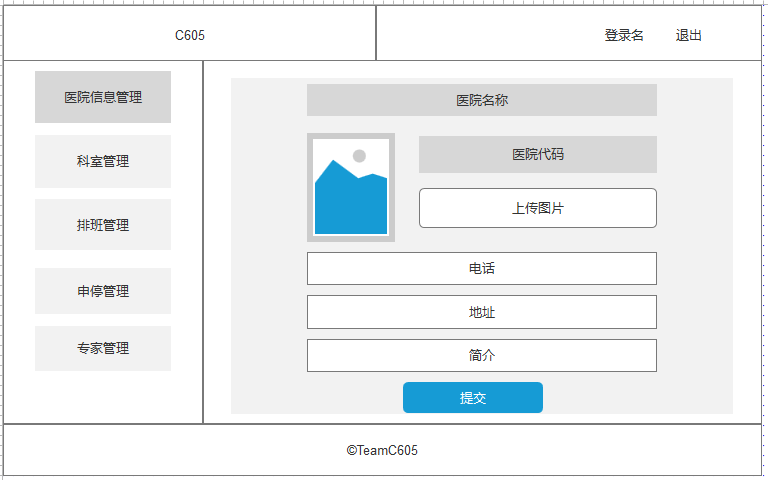 C605
登录名 退出
医院信息管理
科室管理
排班管理
申停管理
专家管理
医院名称
医院代码
上传图片
电话
地址
简介
提交
©TeamC605